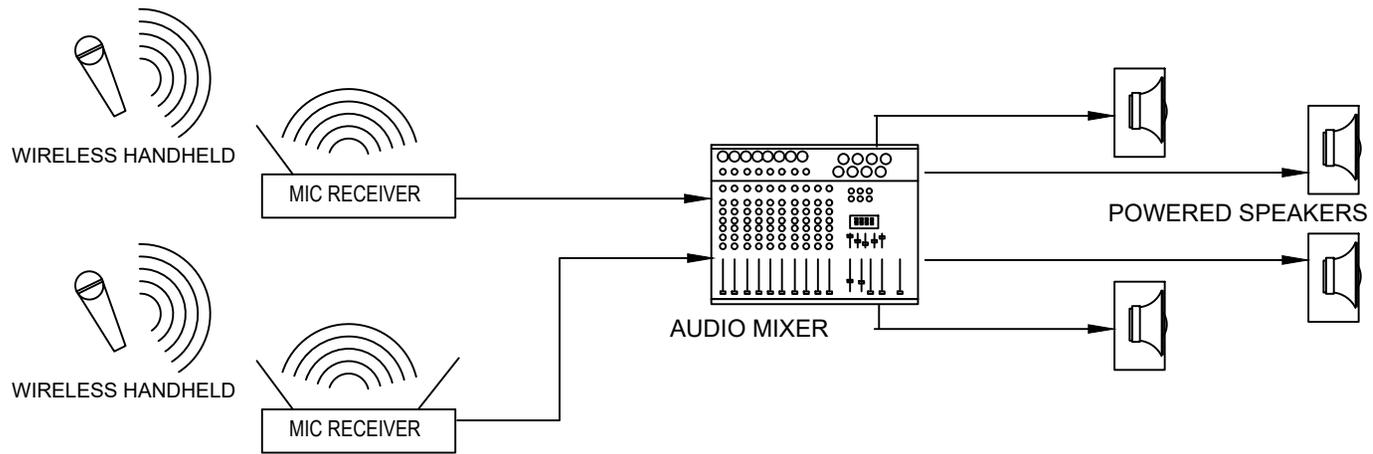 WIRELESS HANDHELD
MIC RECEIVER
POWERED SPEAKERS
AUDIO MIXER
WIRELESS HANDHELD
MIC RECEIVER